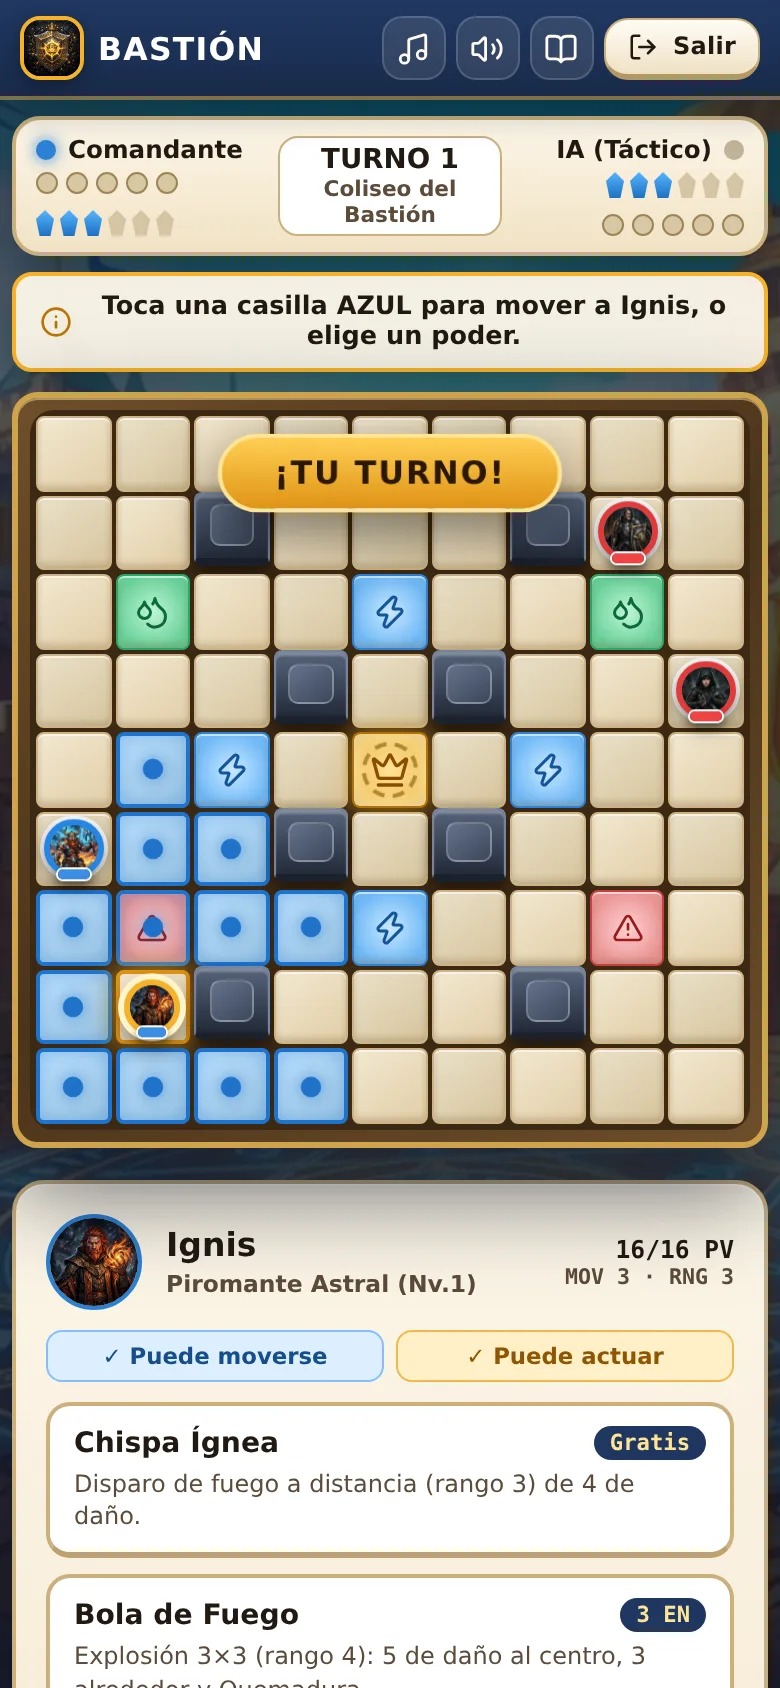 BASTIÓN
Salir
Comandante
TURNO 1
Coliseo del
Bastión
IA (Táctico)
Toca una casilla AZUL para mover a Ignis, o
elige un poder.
¡TU TURNO!
Ignis
Piromante Astral (Nv.1)
16/16 PV
MOV 3 · RNG 3
✓ Puede moverse
✓ Puede actuar
Chispa Ígnea
Gratis
Disparo de fuego a distancia (rango 3) de 4 de
daño.
Bola de Fuego
3 EN
Explosión 3×3 (rango 4): 5 de daño al centro, 3
alrededor y Quemadura.